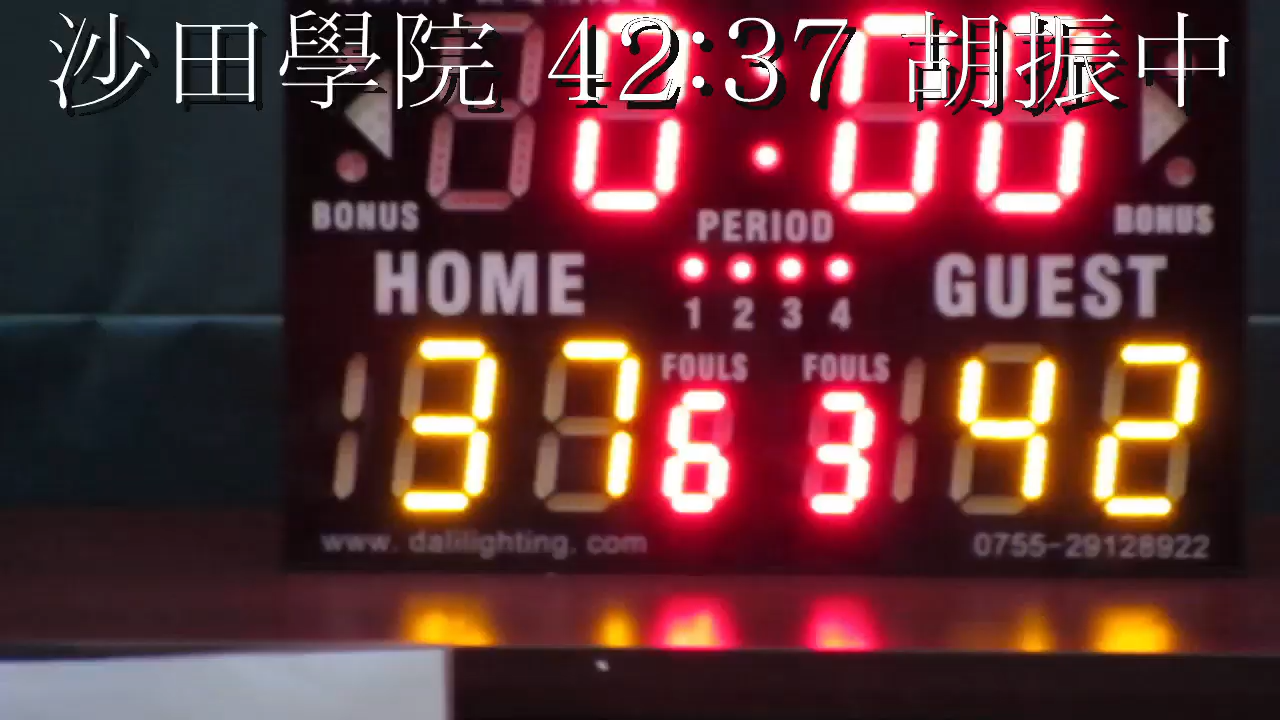 沙田學院 42:37 胡振中
0:00
BONUS PERIOD BONUS
HOME GUEST
1 2 3 4
FOULS FOULS
37 6 3 42
www.dalilighting.com 0755-29128922